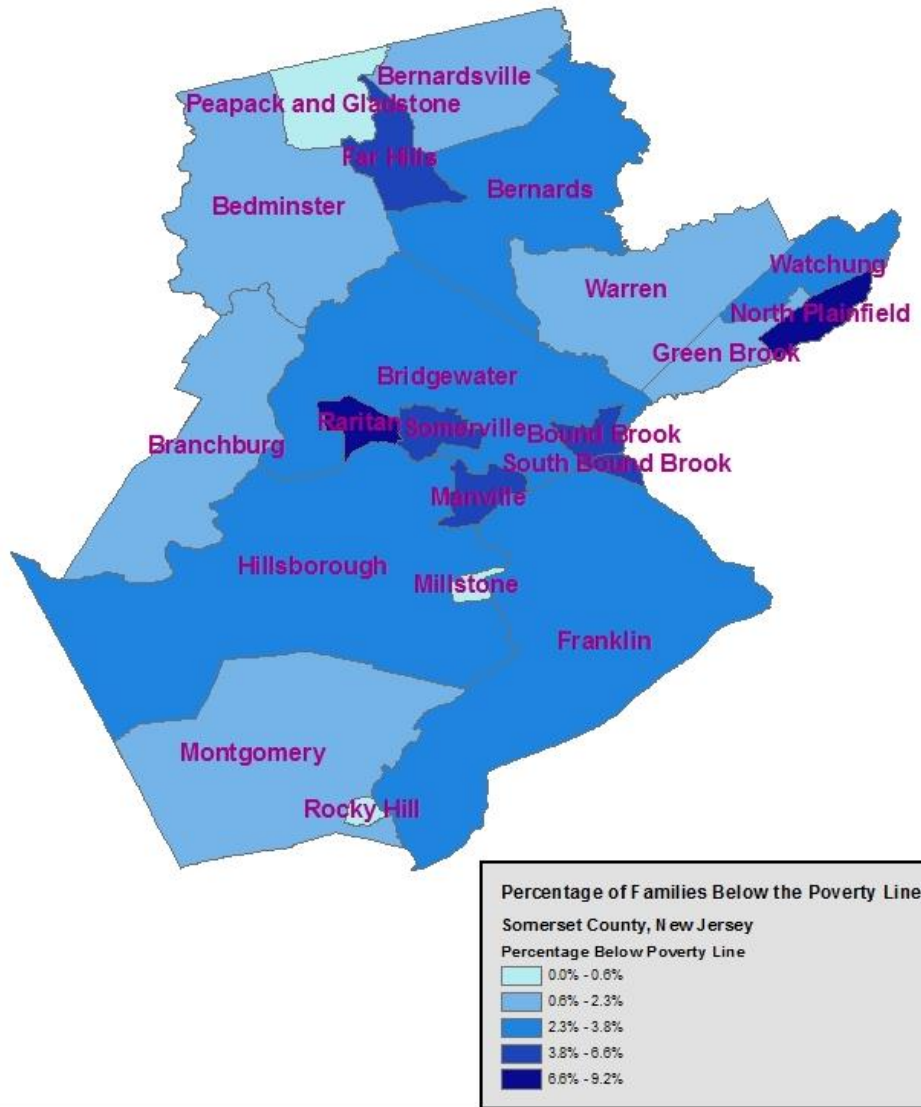 Bernardsville
Peapack and Gladstone
Far Hills
Bernards
Bedminster
Watchung
Warren
North Plainfield
Green Brook
Bridgewater
Raritan
Somerville
Bound Brook
Branchburg
South Bound Brook
Manville
Hillsborough
Millstone
Franklin
Montgomery
Rocky Hill
Percentage of Families Below the Poverty Line
Somerset County, New Jersey
Percentage Below Poverty Line
0.0% - 0.6%
0.6% - 2.3%
2.3% - 3.8%
3.8% - 6.6%
6.6% - 9.2%